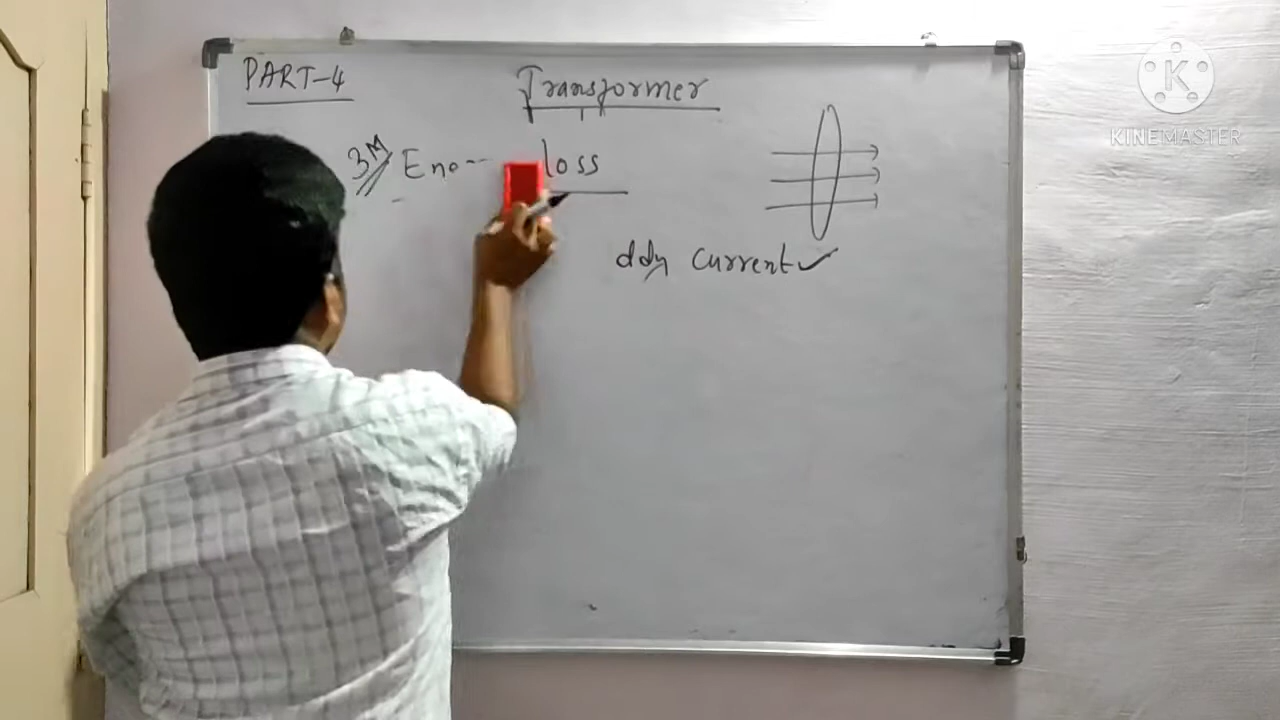 PART-4
Transformer
3M Ene loss
ddy current ✓
K
KINEMASTER